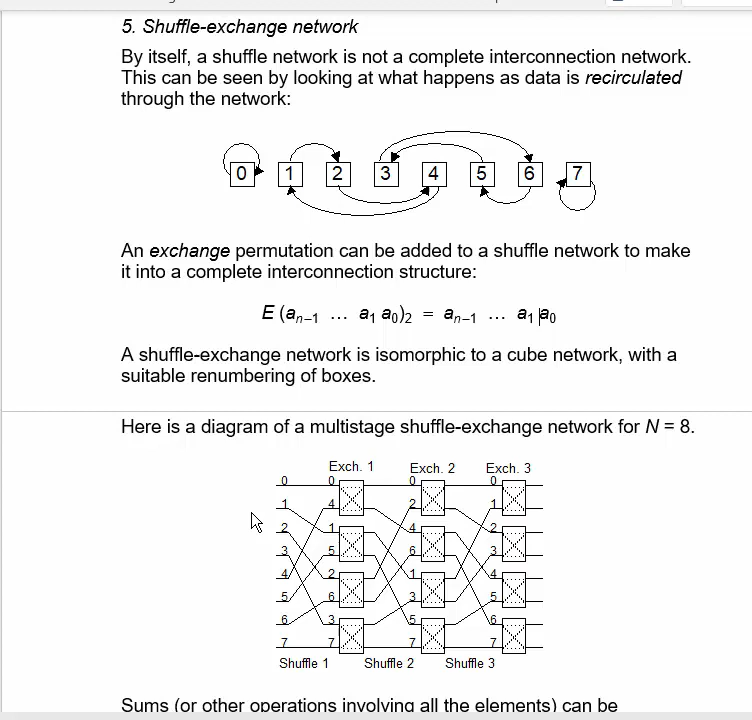 5. Shuffle-exchange network
By itself, a shuffle network is not a complete interconnection network.
This can be seen by looking at what happens as data is recirculated
through the network:
0 1 2 3 4 5 6 7
An exchange permutation can be added to a shuffle network to make
it into a complete interconnection structure:
E (aₙ₋₁ ... a₁ a₀)₂ = aₙ₋₁ ... a₁ |a₀
A shuffle-exchange network is isomorphic to a cube network, with a
suitable renumbering of boxes.
Here is a diagram of a multistage shuffle-exchange network for N = 8.
Exch. 1 Exch. 2 Exch. 3
0 0 0 0
1 4 2 1
2 1 4 2
3 5 6 3
4 2 1 4
5 6 3 5
6 3 5 6
7 7 7 7
Shuffle 1 Shuffle 2 Shuffle 3
Sums (or other operations involving all the elements) can be